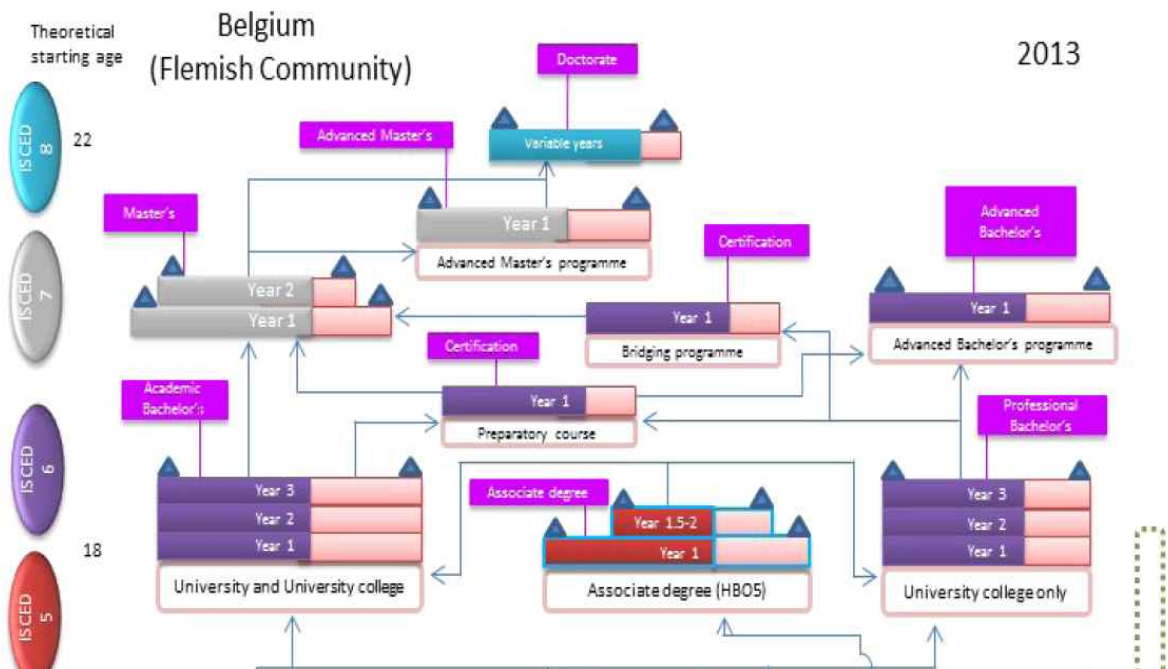 Theoretical
starting age
Belgium
(Flemish Community)
2013
Doctorate
ISCED
8
22
Variable years
Advanced Master's
Year 1
Advanced Master's programme
Master's
Advanced
Bachelor's
Certification
ISCED
7
Year 2
Year 1
Year 1
Bridging programme
Year 1
Advanced Bachelor's programme
Certification
Year 1
Preparatory course
Academic
Bachelor's
Professional
Bachelor's
ISCED
6
Year 3
Year 2
Year 1
University and University college
Associate degree
Year 1.5-2
Year 1
Associate degree (HBO5)
Year 3
Year 2
Year 1
University college only
18
ISCED
5